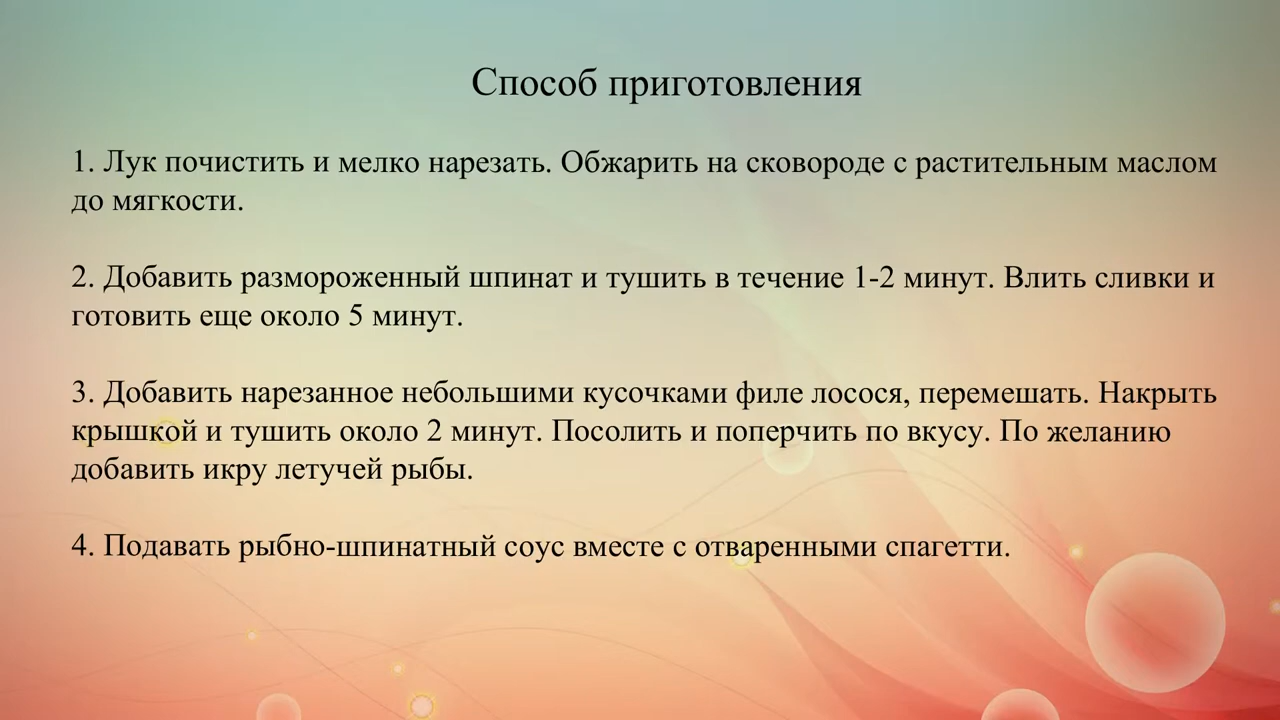 Способ приготовления
1. Лук почистить и мелко нарезать. Обжарить на сковороде с растительным маслом
до мягкости.
2. Добавить размороженный шпинат и тушить в течение 1-2 минут. Влить сливки и
готовить еще около 5 минут.
3. Добавить нарезанное небольшими кусочками филе лосося, перемешать. Накрыть
крышкой и тушить около 2 минут. Посолить и поперчить по вкусу. По желанию
добавить икру летучей рыбы.
4. Подавать рыбно-шпинатный соус вместе с отваренными спагетти.